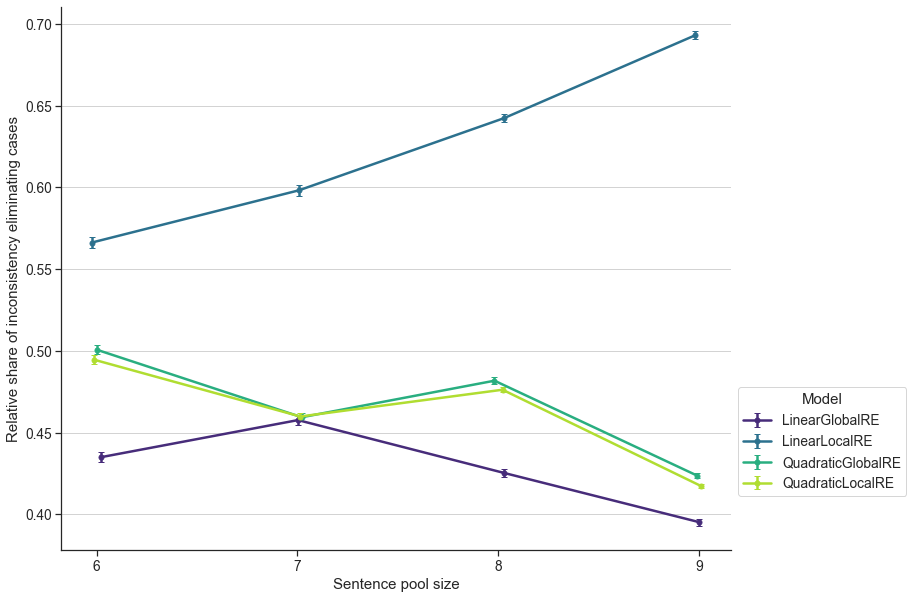 Relative share of inconsistency eliminating cases
0.70
0.65
0.60
0.55
0.50
0.45
0.40
6 7 8 9
Sentence pool size
Model
LinearGlobalRE
LinearLocalRE
QuadraticGlobalRE
QuadraticLocalRE